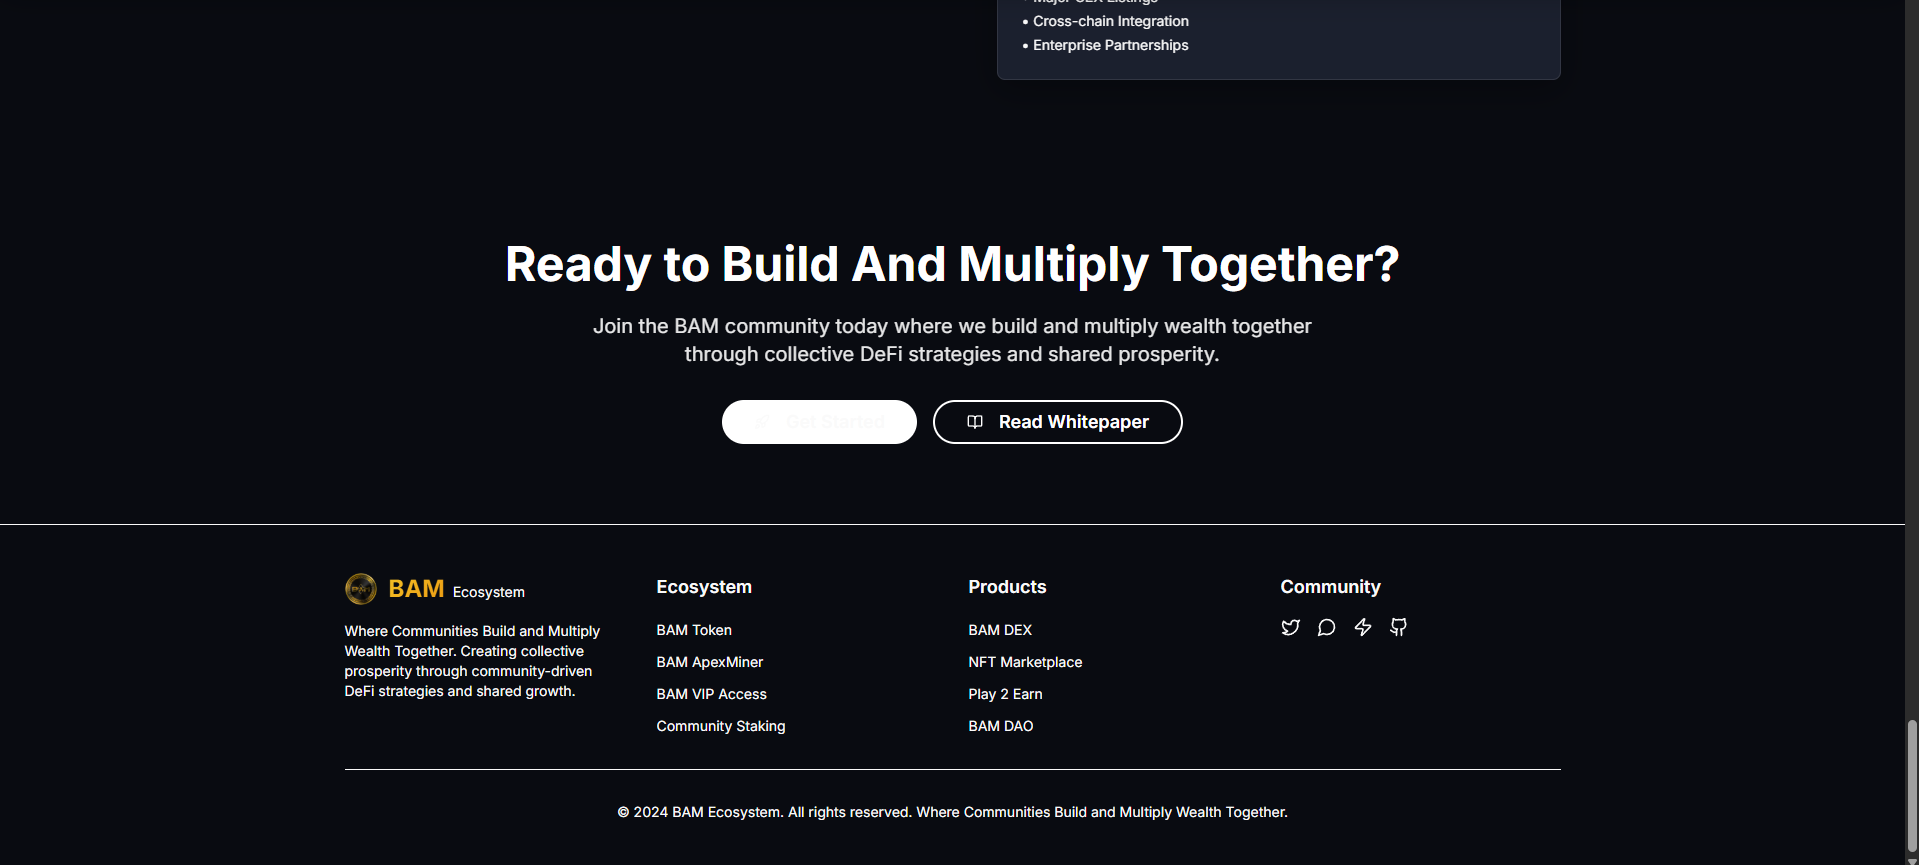 • Cross-chain Integration
• Enterprise Partnerships
Ready to Build And Multiply Together?
Join the BAM community today where we build and multiply wealth together
through collective DeFi strategies and shared prosperity.
Get Started
Read Whitepaper
BAM Ecosystem
Where Communities Build and Multiply
Wealth Together. Creating collective
prosperity through community-driven
DeFi strategies and shared growth.
Ecosystem
BAM Token
BAM ApexMiner
BAM VIP Access
Community Staking
Products
BAM DEX
NFT Marketplace
Play 2 Earn
BAM DAO
Community
© 2024 BAM Ecosystem. All rights reserved. Where Communities Build and Multiply Wealth Together.